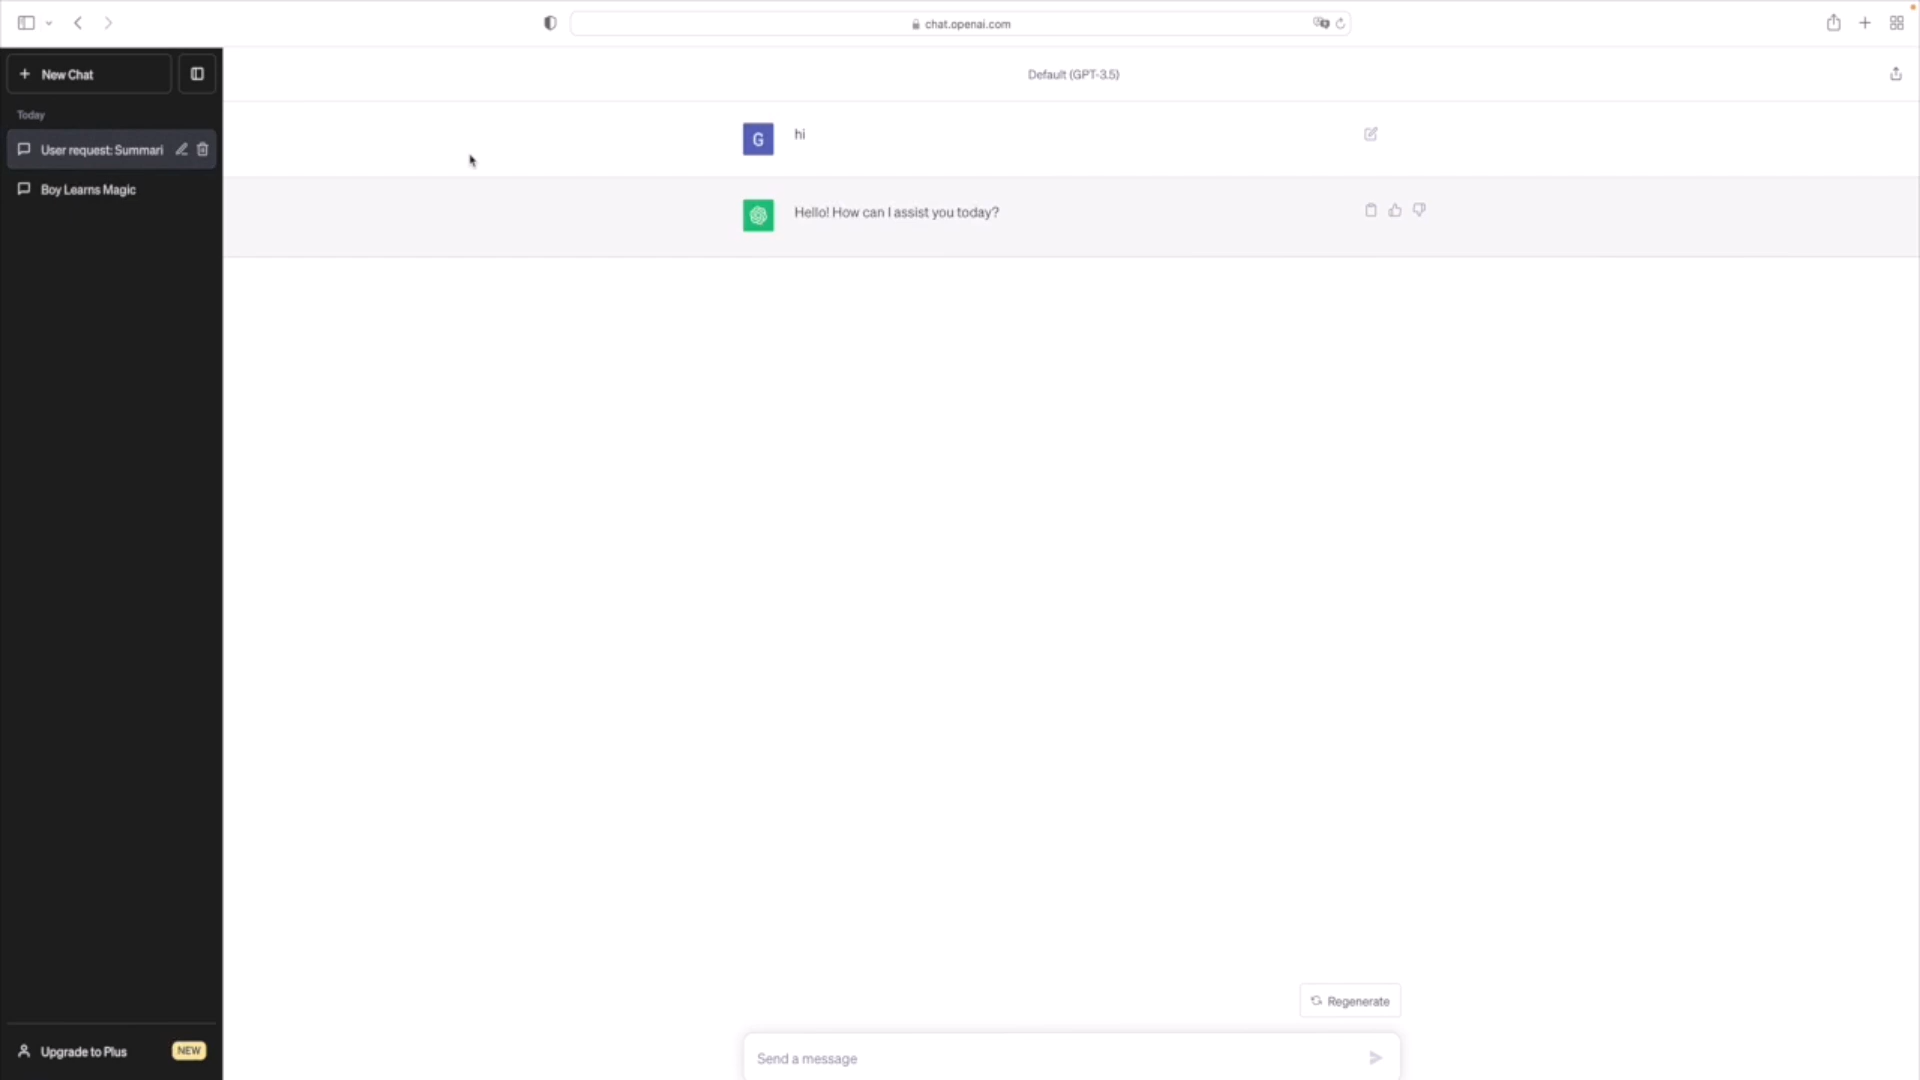 chat.openai.com
New Chat
Default (GPT-3.5)
Today
G
hi
User request: Summari
Boy Learns Magic
Hello! How can I assist you today?
Regenerate
Upgrade to Plus
NEW
Send a message